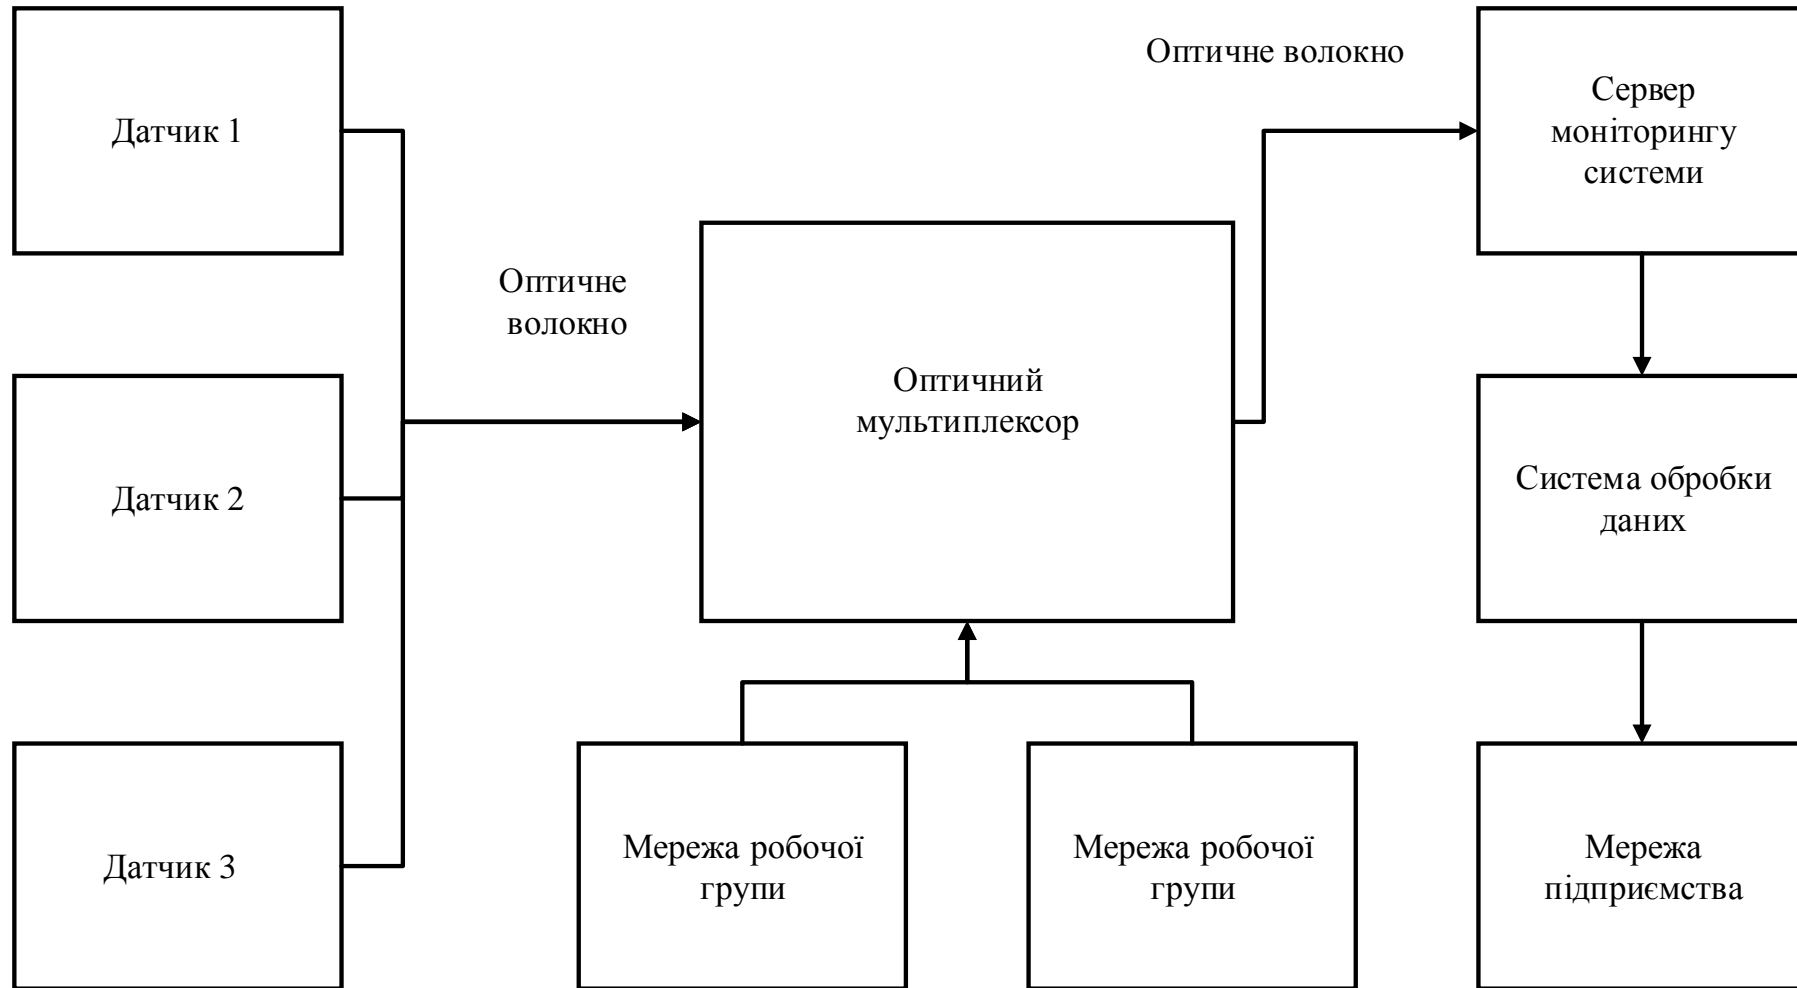 Датчик 1
Оптичне волокно
Сервер
моніторингу
системи
Оптичне
волокно
Оптичний
мультиплексор
Датчик 2
Система обробки
даних
Датчик 3
Мережа робочої
групи
Мережа робочої
групи
Мережа
підприємства